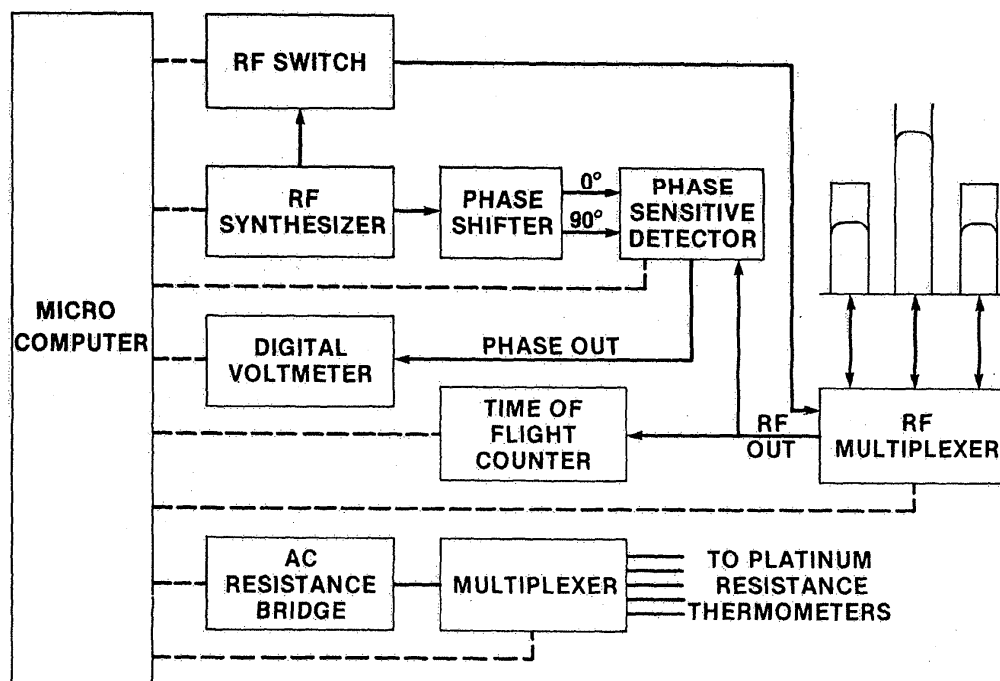 RF SWITCH
RF
SYNTHESIZER
PHASE
SHIFTER
0°
90°
PHASE
SENSITIVE
DETECTOR
MICRO
COMPUTER
DIGITAL
VOLTMETER
PHASE OUT
TIME OF
FLIGHT
COUNTER
RF
OUT
RF
MULTIPLEXER
AC
RESISTANCE
BRIDGE
MULTIPLEXER
TO PLATINUM
RESISTANCE
THERMOMETERS